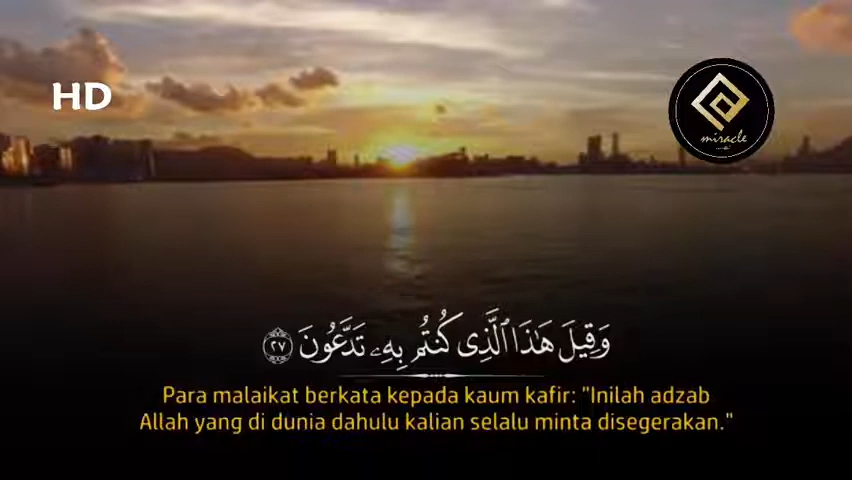 HD
miracle
وَقِيلَ هَٰذَا ٱلَّذِى كُنتُم بِهِۦ تَدَّعُونَ ٢٧
Para malaikat berkata kepada kaum kafir: "Inilah adzab
Allah yang di dunia dahulu kalian selalu minta disegerakan."